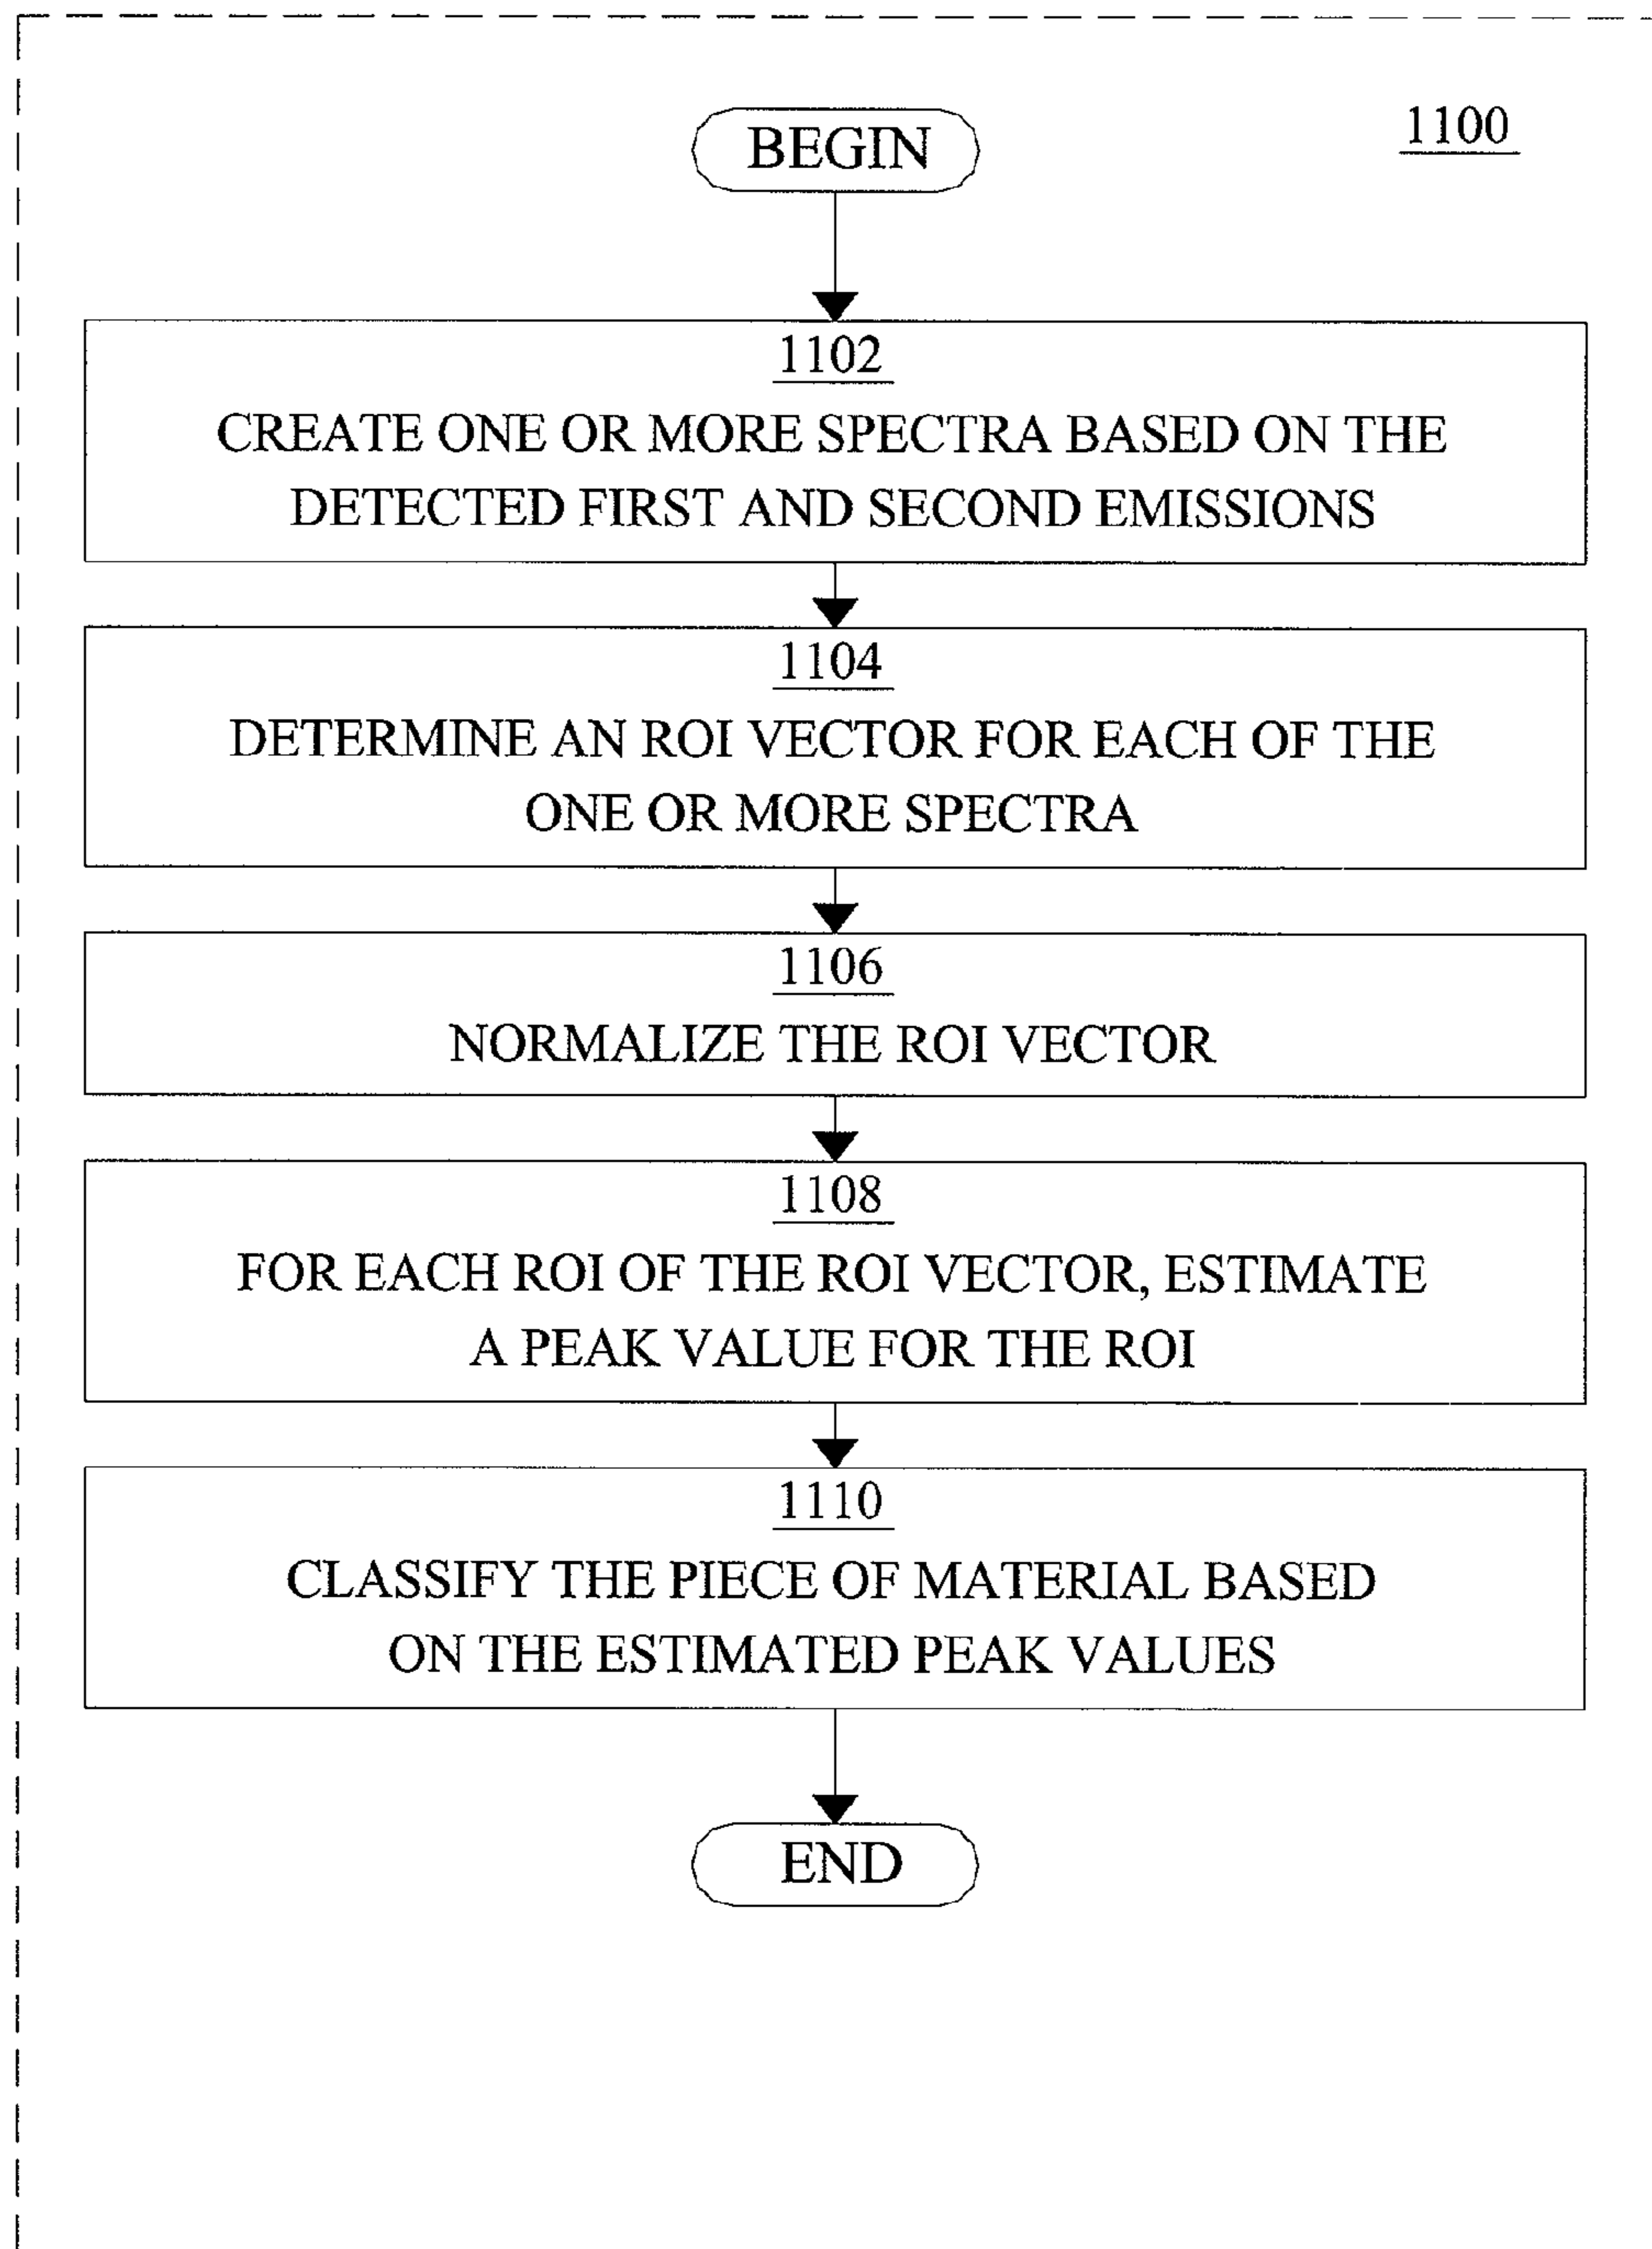 1100
BEGIN
1102
CREATE ONE OR MORE SPECTRA BASED ON THE
DETECTED FIRST AND SECOND EMISSIONS
1104
DETERMINE AN ROI VECTOR FOR EACH OF THE
ONE OR MORE SPECTRA
1106
NORMALIZE THE ROI VECTOR
1108
FOR EACH ROI OF THE ROI VECTOR, ESTIMATE
A PEAK VALUE FOR THE ROI
1110
CLASSIFY THE PIECE OF MATERIAL BASED
ON THE ESTIMATED PEAK VALUES
END